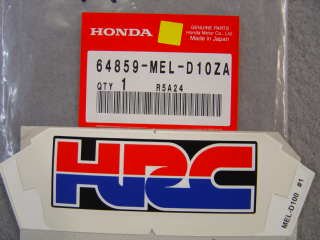 HONDA
GENUINE PARTS
Honda Motor Co., Ltd.
Made in Japan
64859-MEL-D10ZA
QTY 1 R5A24
HRC
MEL-D100 #1